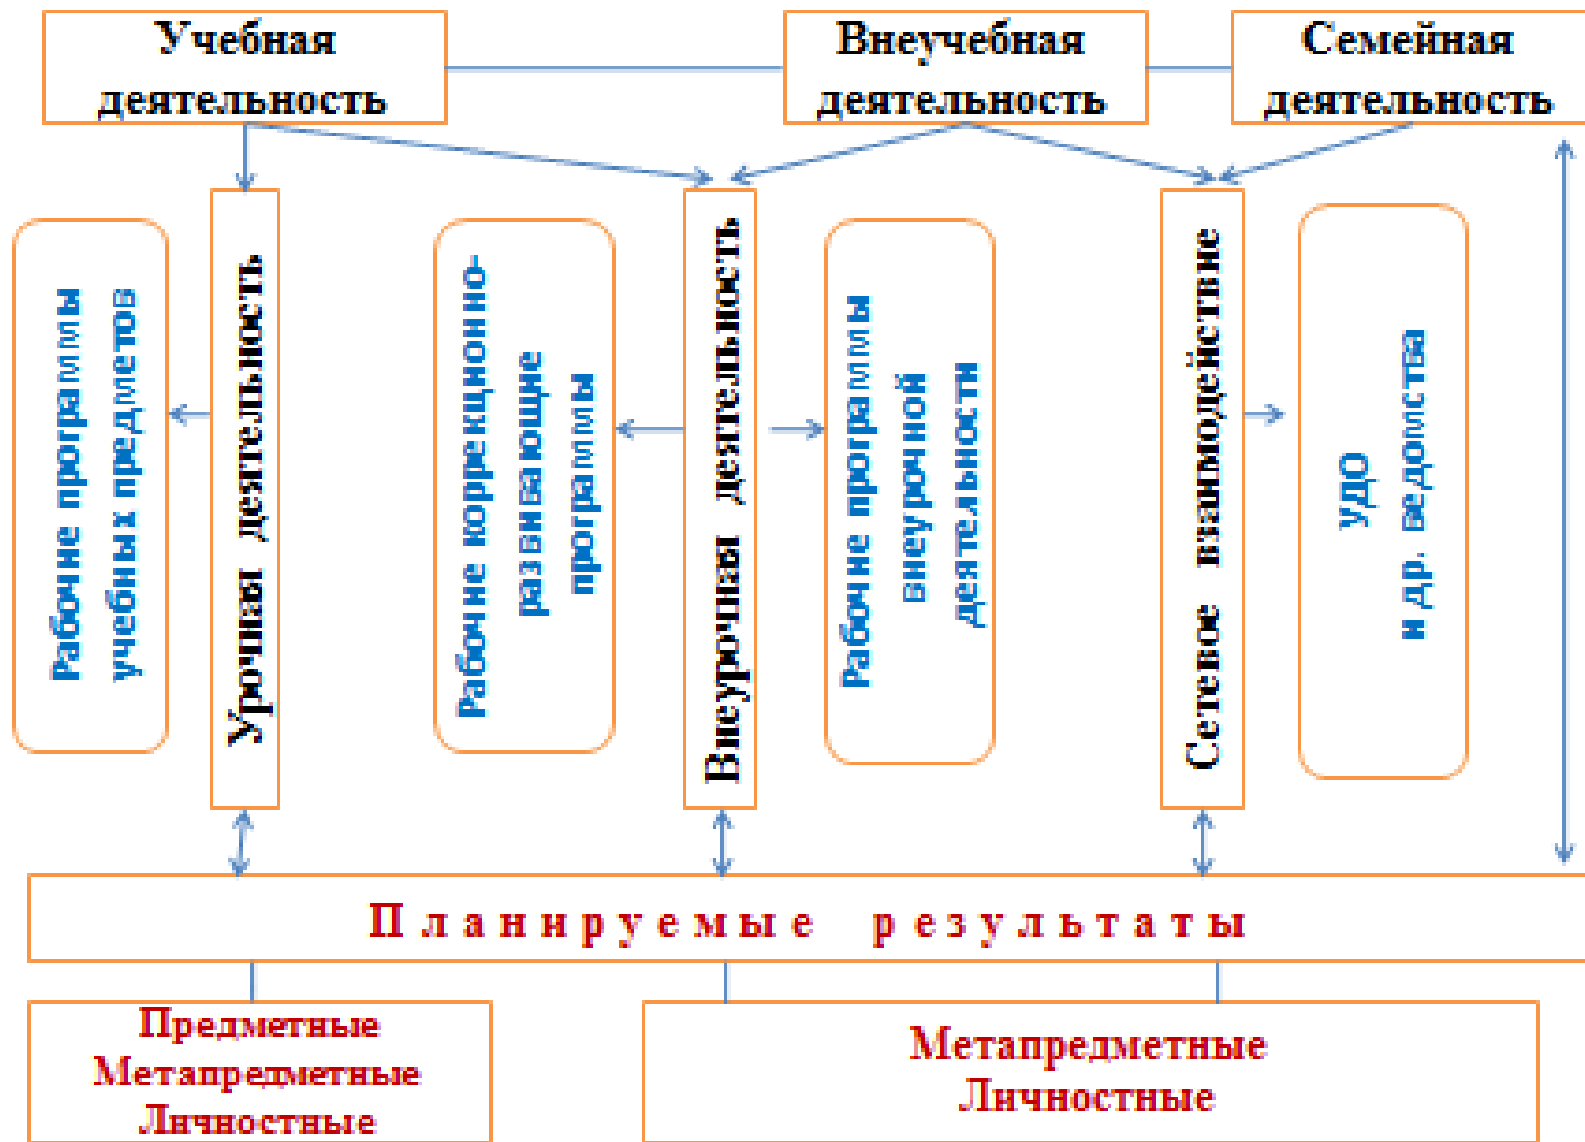 Учебная
деятельность
Внеучебная
деятельность
Семейная
деятельность
Рабочие программы
учебных предметов
Урочная деятельность
Рабочие коррекционно-
развивающие
программы
Внеурочная деятельность
Рабочие программы
внеурочной
деятельности
Сетевое взаимодействие
УДО
и др. ведомства
Планируемые результаты
Предметные
Метапредметные
Личностные
Метапредметные
Личностные